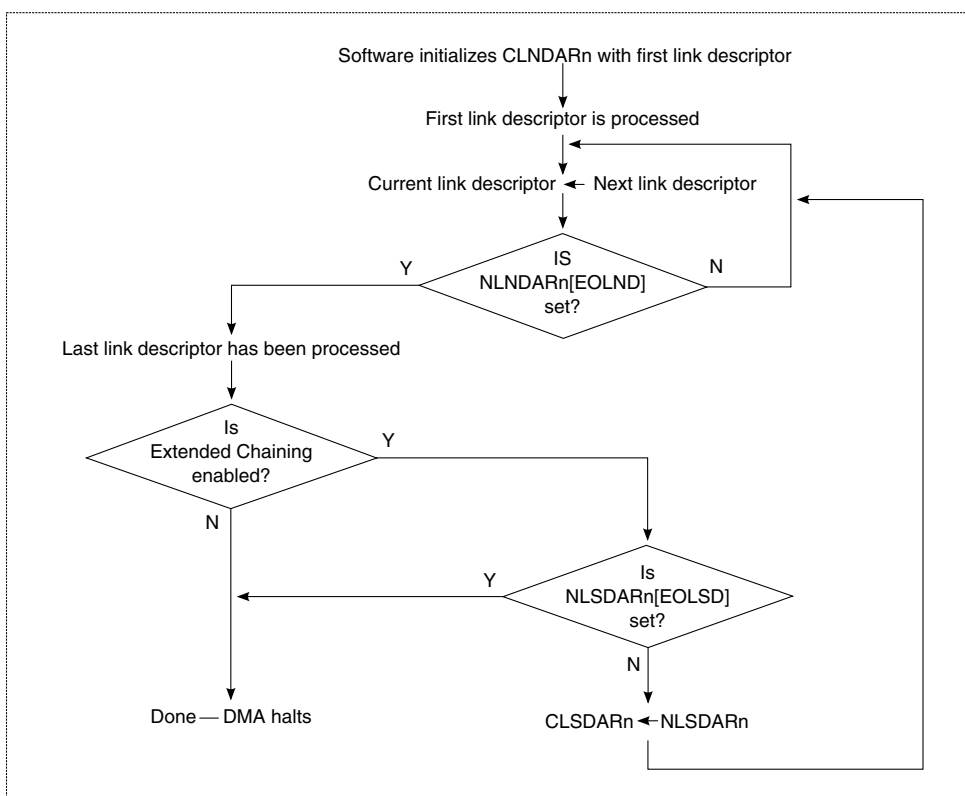 Software initializes CLNDARn with first link descriptor
First link descriptor is processed
Current link descriptor ← Next link descriptor
IS
NLNDARn[EOLND]
set?
Y
N
Last link descriptor has been processed
Is
Extended Chaining
enabled?
Y
N
Is
NLSDARn[EOLSD]
set?
Y
N
Done — DMA halts
CLSDARn ← NLSDARn